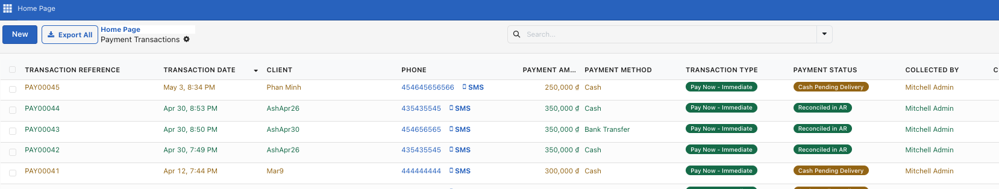 Home Page
New Export All Home Page
Payment Transactions
Search...
TRANSACTION REFERENCE TRANSACTION DATE CLIENT PHONE PAYMENT AM... PAYMENT METHOD TRANSACTION TYPE PAYMENT STATUS COLLECTED BY C
PAY00045 May 3, 8:34 PM Phan Minh 454645656566 SMS 250,000 ₫ Cash Pay Now - Immediate Cash Pending Delivery Mitchell Admin
PAY00044 Apr 30, 8:53 PM AshApr26 435435545 SMS 350,000 ₫ Cash Pay Now - Immediate Reconciled in AR Mitchell Admin
PAY00043 Apr 30, 8:50 PM AshApr30 454656565 SMS 350,000 ₫ Bank Transfer Pay Now - Immediate Reconciled in AR Mitchell Admin
PAY00042 Apr 30, 7:49 PM AshApr26 435435545 SMS 350,000 ₫ Cash Pay Now - Immediate Reconciled in AR Mitchell Admin
PAY00041 Apr 12, 7:44 PM Mar9 444444444 SMS 300,000 ₫ Cash Pay Now - Immediate Cash Pending Delivery Mitchell Admin